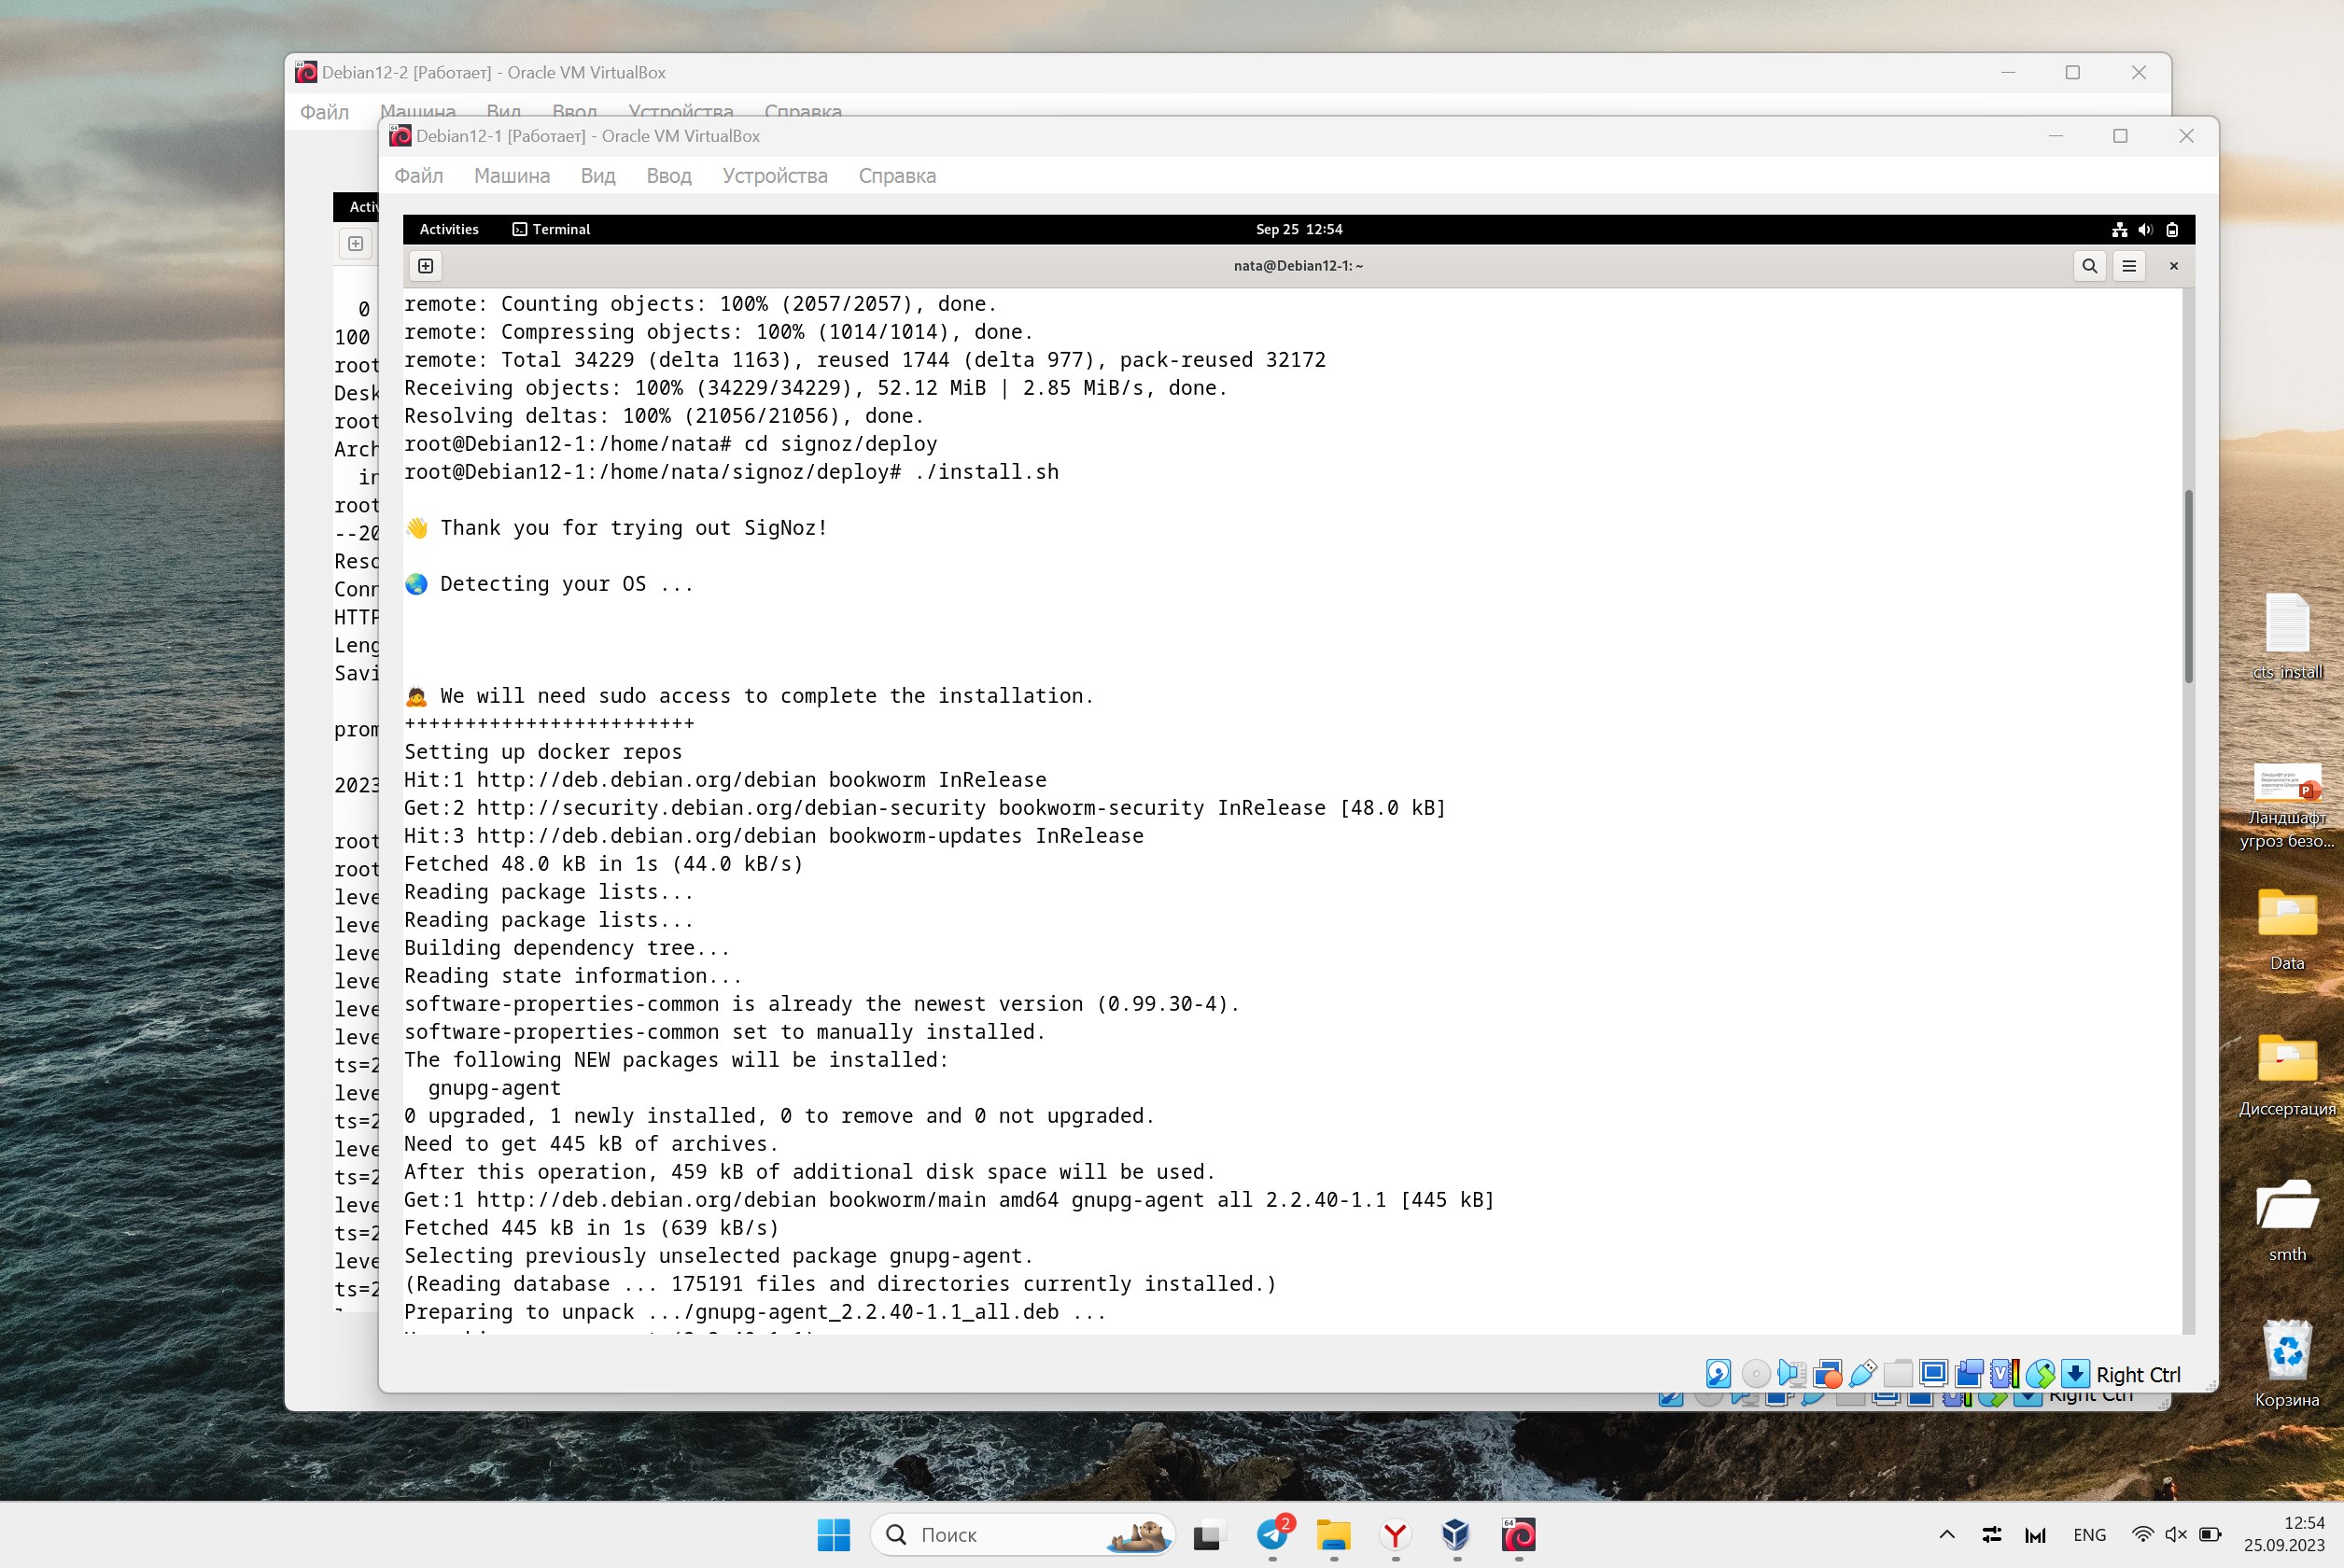 Debian12-2 [Работает] - Oracle VM VirtualBox
Файл Машина Вид Ввод Устройства Справка
Debian12-1 [Работает] - Oracle VM VirtualBox
Файл Машина Вид Ввод Устройства Справка
Activities Terminal Sep 25 12:54
nata@Debian12-1: ~
remote: Counting objects: 100% (2057/2057), done.
remote: Compressing objects: 100% (1014/1014), done.
remote: Total 34229 (delta 1163), reused 1744 (delta 977), pack-reused 32172
Receiving objects: 100% (34229/34229), 52.12 MiB | 2.85 MiB/s, done.
Resolving deltas: 100% (21056/21056), done.
root@Debian12-1:/home/nata# cd signoz/deploy
root@Debian12-1:/home/nata/signoz/deploy# ./install.sh
👋 Thank you for trying out SigNoz!
🌏 Detecting your OS ...
🙇 We will need sudo access to complete the installation.
++++++++++++++++++++++++
Setting up docker repos
Hit:1 http://deb.debian.org/debian bookworm InRelease
Get:2 http://security.debian.org/debian-security bookworm-security InRelease [48.0 kB]
Hit:3 http://deb.debian.org/debian bookworm-updates InRelease
Fetched 48.0 kB in 1s (44.0 kB/s)
Reading package lists...
Reading package lists...
Building dependency tree...
Reading state information...
software-properties-common is already the newest version (0.99.30-4).
software-properties-common set to manually installed.
The following NEW packages will be installed:
gnupg-agent
0 upgraded, 1 newly installed, 0 to remove and 0 not upgraded.
Need to get 445 kB of archives.
After this operation, 459 kB of additional disk space will be used.
Get:1 http://deb.debian.org/debian bookworm/main amd64 gnupg-agent all 2.2.40-1.1 [445 kB]
Fetched 445 kB in 1s (639 kB/s)
Selecting previously unselected package gnupg-agent.
(Reading database ... 175191 files and directories currently installed.)
Preparing to unpack .../gnupg-agent_2.2.40-1.1_all.deb ...
Right Ctrl
Right Ctrl
Acti
0
100
root
Desk
root
Arch
in
root
--20
Reso
Conn
HTTP
Leng
Savi
prom
2023
root
root
leve
leve
leve
leve
leve
leve
ts=2
leve
ts=2
leve
ts=2
leve
ts=2
leve
ts=2
cts_install
Ландшафт
угроз безо...
Data
Диссертация
smth
Корзина
Поиск
2
64
ENG
12:54
25.09.2023